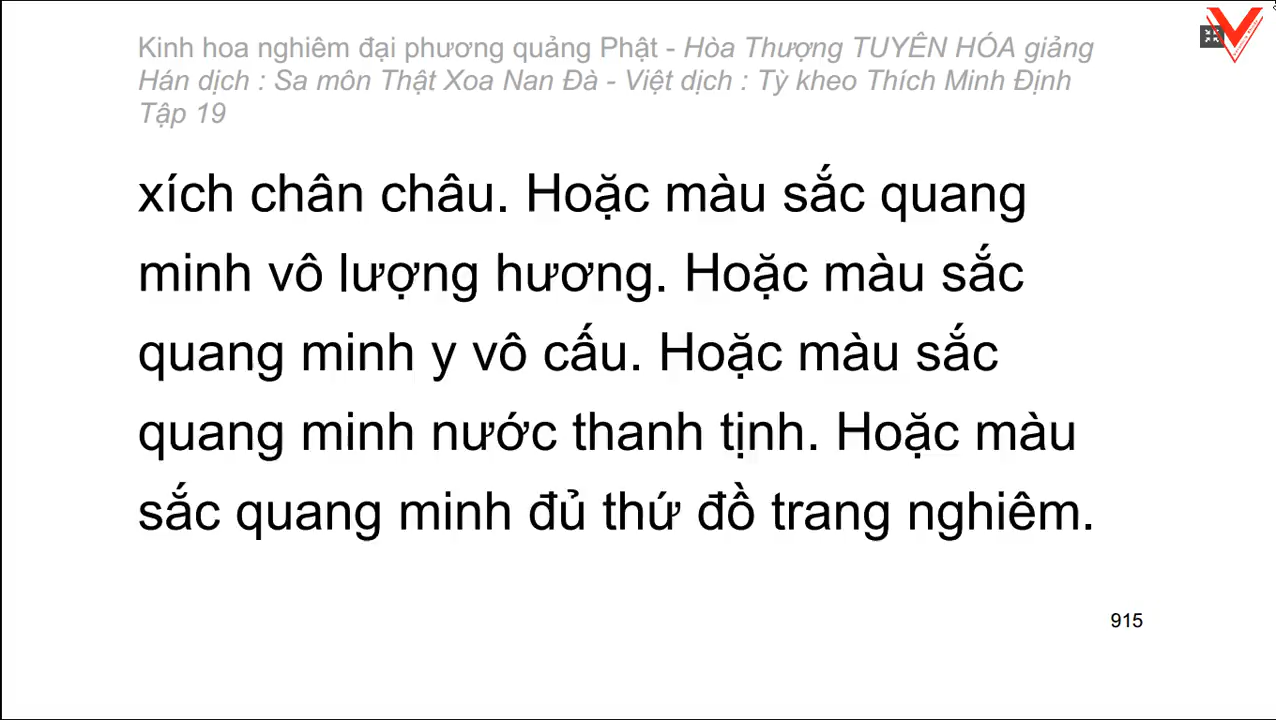 Kinh hoa nghiêm đại phương quảng Phật - Hòa Thượng TUYÊN HÓA giảng
Hán dịch : Sa môn Thật Xoa Nan Đà - Việt dịch : Tỳ kheo Thích Minh Định
Tập 19
xích chân châu. Hoặc màu sắc quang
minh vô lượng hương. Hoặc màu sắc
quang minh y vô cấu. Hoặc màu sắc
quang minh nước thanh tịnh. Hoặc màu
sắc quang minh đủ thứ đồ trang nghiêm.
915